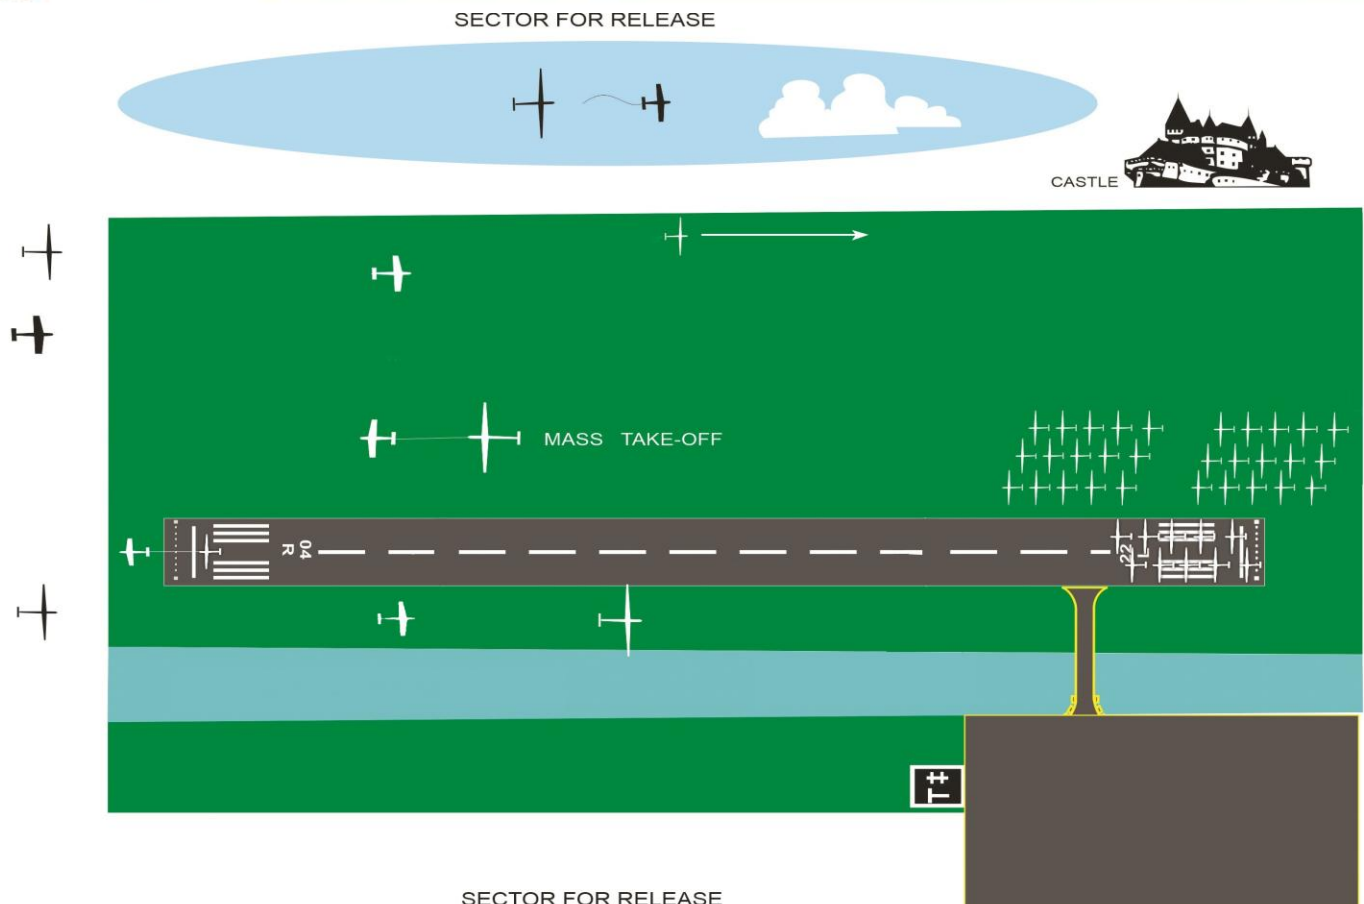 SECTOR FOR RELEASE
CASTLE
MASS TAKE-OFF
04
R
22
L
T
SECTOR FOR RELEASE